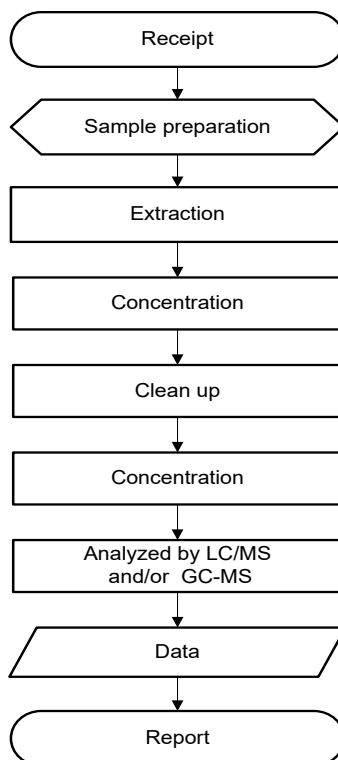 Receipt
Sample preparation
Extraction
Concentration
Clean up
Concentration
Analyzed by LC/MS
and/or GC-MS
Data
Report